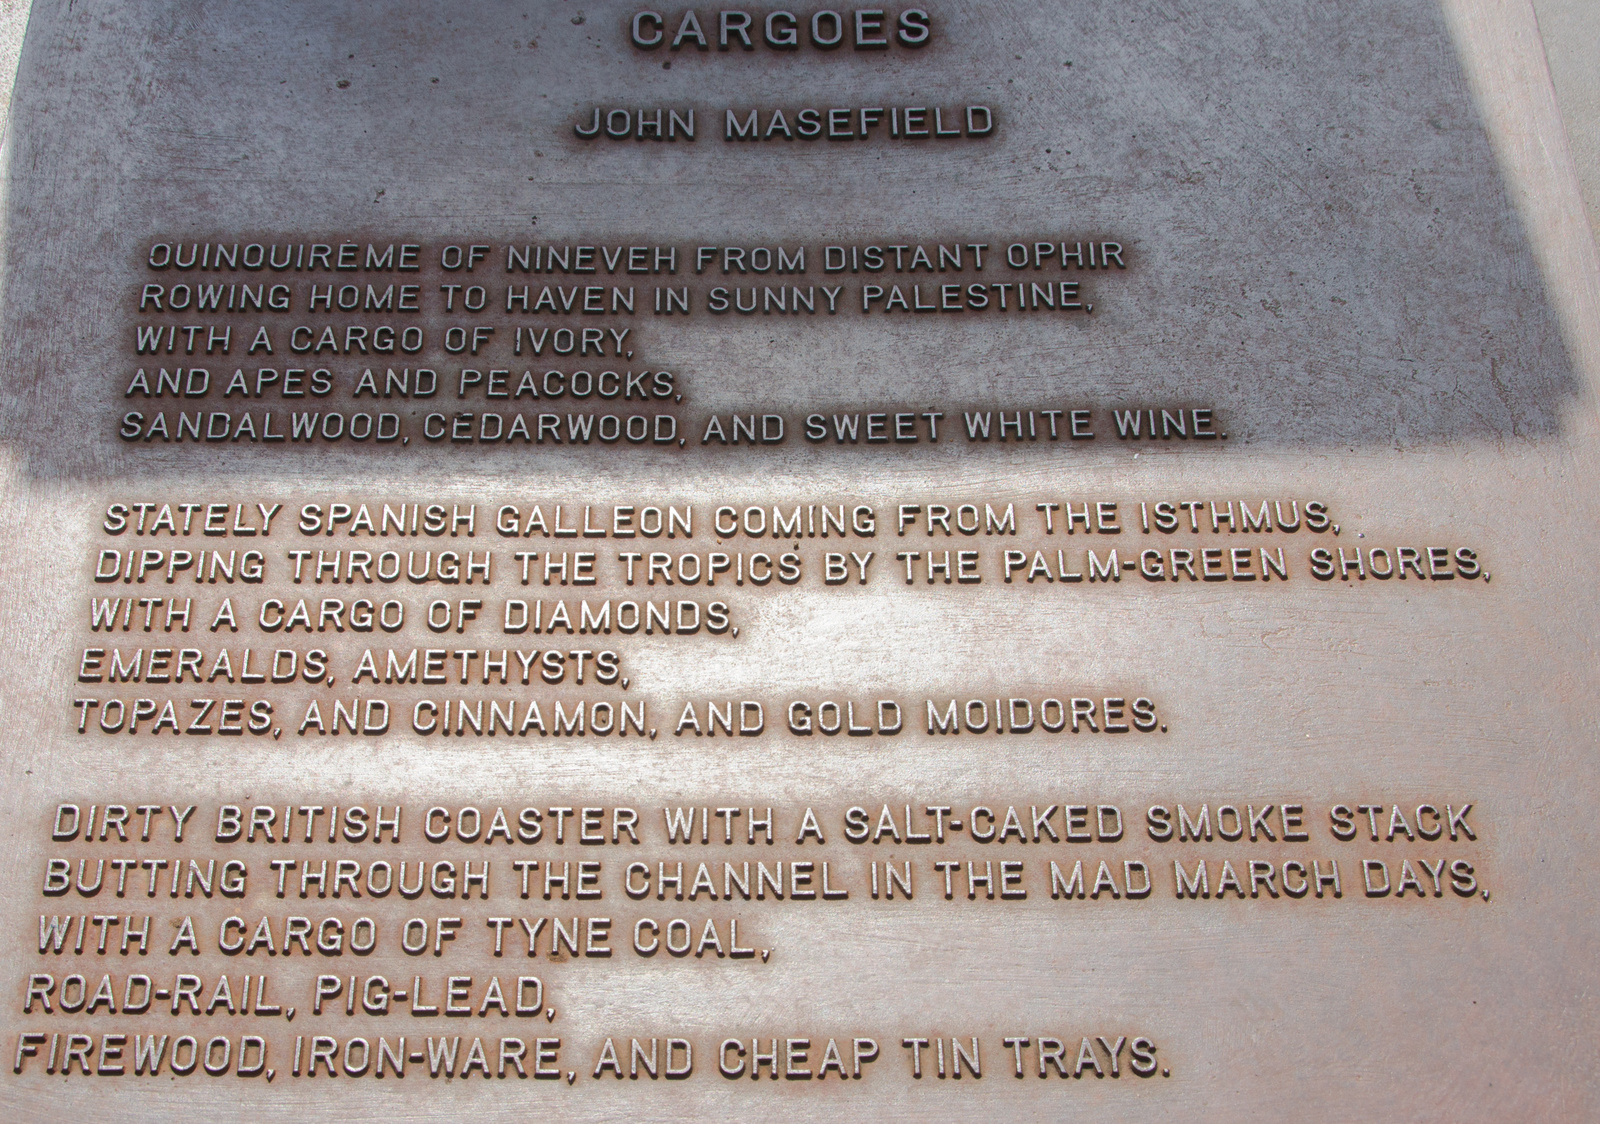 CARGOES
JOHN MASEFIELD
QUINQUIRÈME OF NINEVEH FROM DISTANT OPHIR
ROWING HOME TO HAVEN IN SUNNY PALESTINE,
WITH A CARGO OF IVORY,
AND APES AND PEACOCKS,
SANDALWOOD, CEDARWOOD, AND SWEET WHITE WINE.
STATELY SPANISH GALLEON COMING FROM THE ISTHMUS,
DIPPING THROUGH THE TROPICS BY THE PALM-GREEN SHORES,
WITH A CARGO OF DIAMONDS,
EMERALDS, AMETHYSTS,
TOPAZES, AND CINNAMON, AND GOLD MOIDORES.
DIRTY BRITISH COASTER WITH A SALT-CAKED SMOKE STACK
BUTTING THROUGH THE CHANNEL IN THE MAD MARCH DAYS,
WITH A CARGO OF TYNE COAL,
ROAD-RAIL, PIG-LEAD,
FIREWOOD, IRON-WARE, AND CHEAP TIN TRAYS.